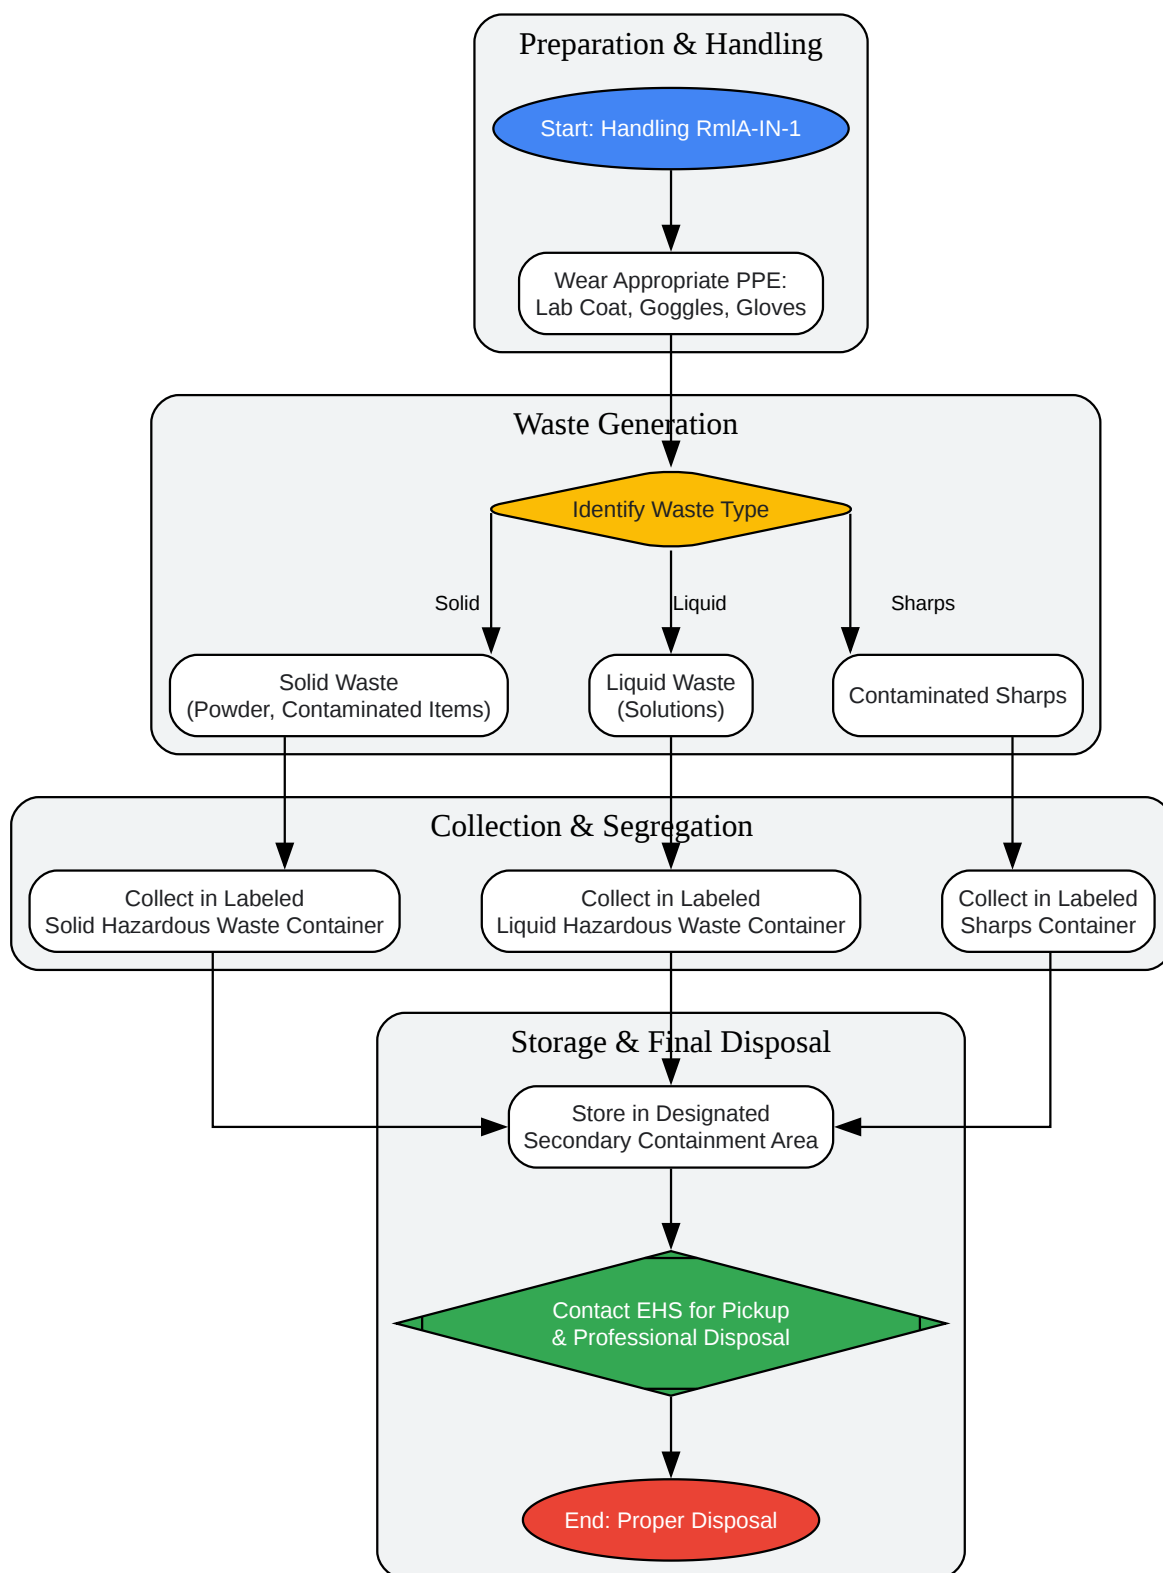 Preparation & Handling
Start: Handling RmlA-IN-1
Wear Appropriate PPE:
Lab Coat, Goggles, Gloves
Waste Generation
Identify Waste Type
Solid
Liquid
Sharps
Solid Waste
(Powder, Contaminated Items)
Liquid Waste
(Solutions)
Contaminated Sharps
Collection & Segregation
Collect in Labeled
Solid Hazardous Waste Container
Collect in Labeled
Liquid Hazardous Waste Container
Collect in Labeled
Sharps Container
Storage & Final Disposal
Store in Designated
Secondary Containment Area
Contact EHS for Pickup
& Professional Disposal
End: Proper Disposal